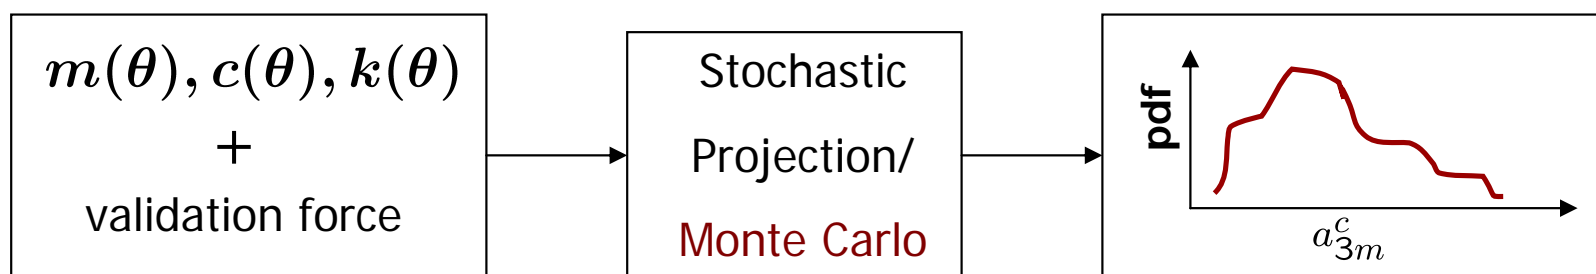 m(θ), c(θ), k(θ)
+
validation force
Stochastic
Projection/
Monte Carlo
pdf
a^c_{3m}